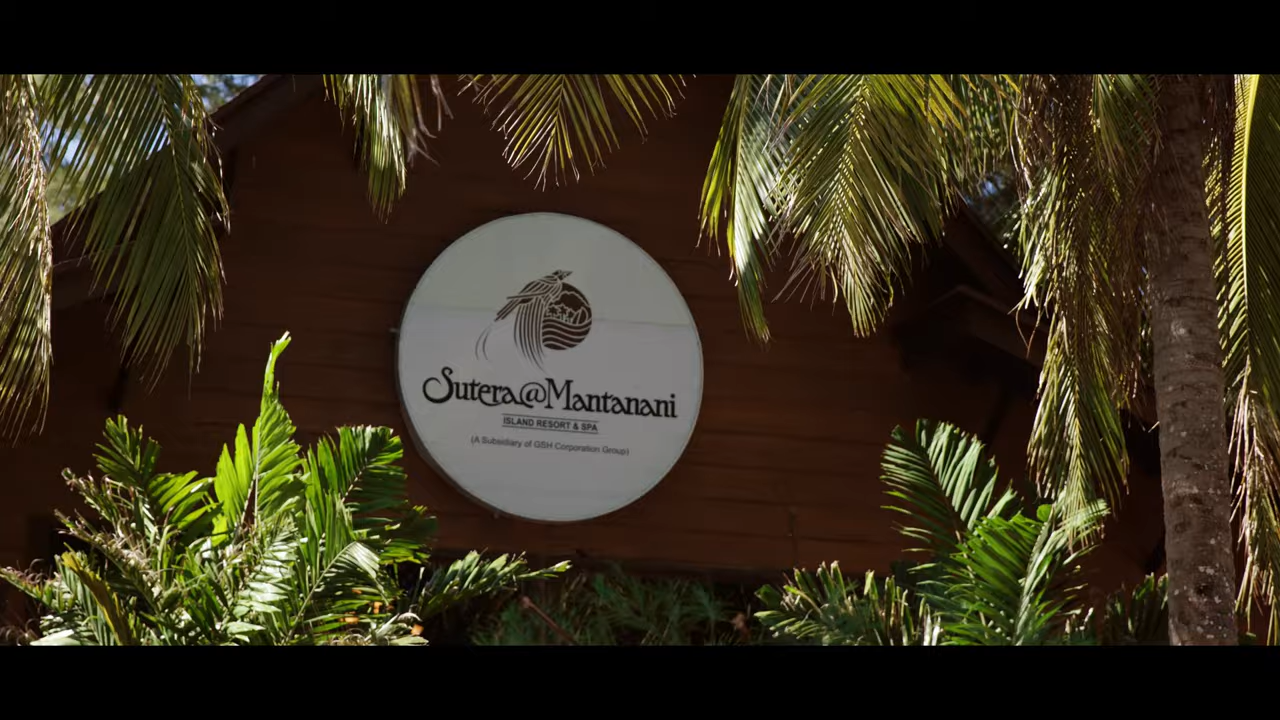 Sutera@Mantanani
ISLAND RESORT & SPA
(A Subsidiary of GSH Corporation Group)